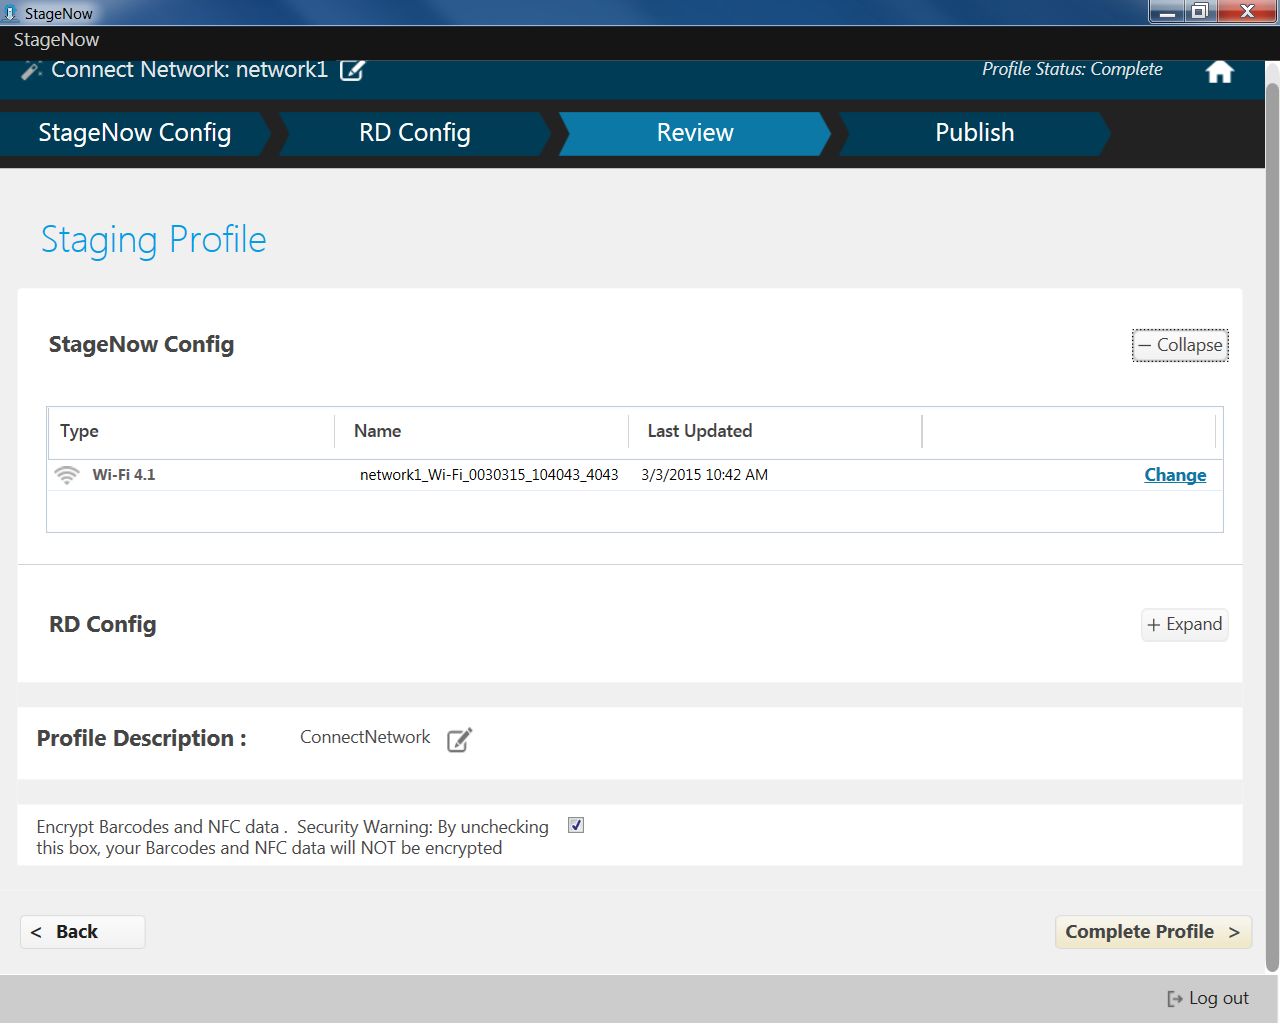 StageNow
StageNow
Connect Network: network1
Profile Status: Complete
StageNow Config
RD Config
Review
Publish
Staging Profile
StageNow Config
— Collapse
Type Name Last Updated
Wi-Fi 4.1 network1_Wi-Fi_0030315_104043_4043 3/3/2015 10:42 AM Change
RD Config
+ Expand
Profile Description : ConnectNetwork
Encrypt Barcodes and NFC data . Security Warning: By unchecking
this box, your Barcodes and NFC data will NOT be encrypted
< Back
Complete Profile >
Log out